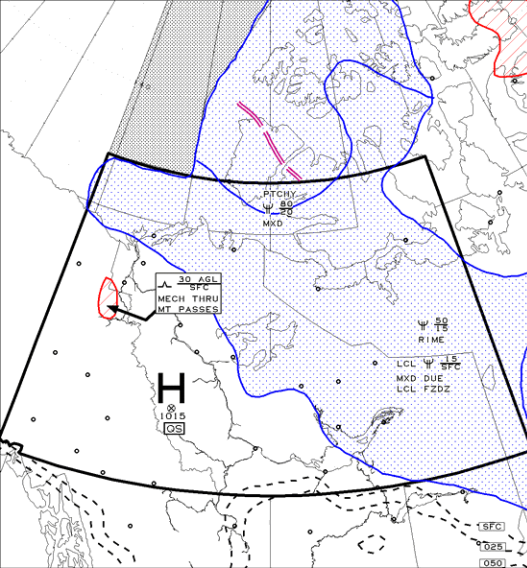 PTCHY
80
20
MXD
30 AGL
SFC
MECH THRU
MT PASSES
50
15
RIME
LCL 15
SFC
MXD DUE
LCL FZDZ
H
1015
QS
SFC
025
050